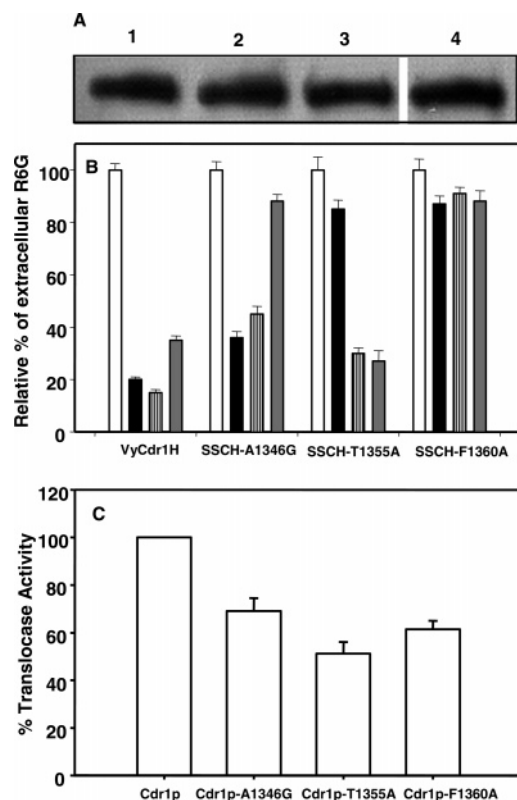 A
1 2 3 4
B
Relative % of extracellular R6G
100
80
60
40
20
0
VyCdr1H SSCH-A1346G SSCH-T1355A SSCH-F1360A
C
% Translocase Activity
120
100
80
60
40
20
0
Cdr1p Cdr1p-A1346G Cdr1p-T1355A Cdr1p-F1360A